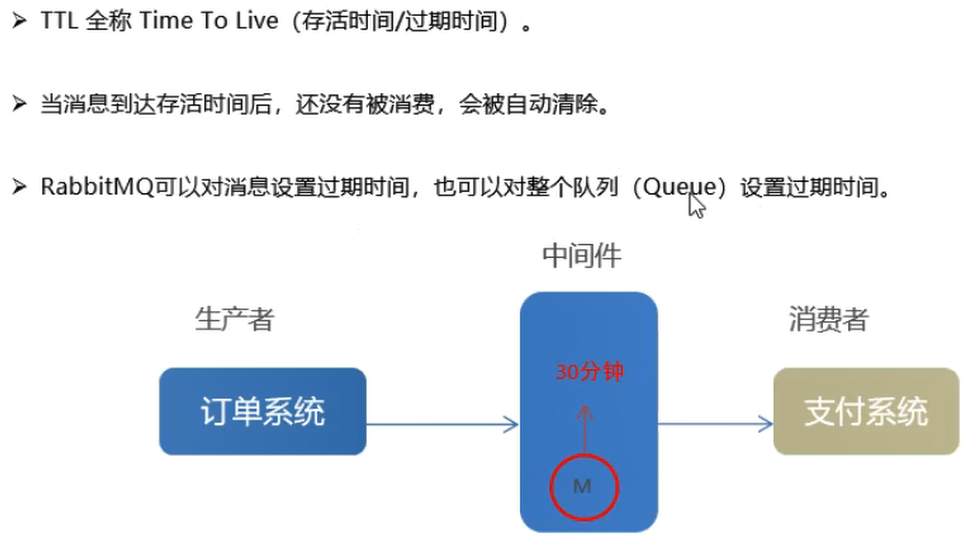 ➢ TTL 全称 Time To Live（存活时间/过期时间）。
➢ 当消息到达存活时间后，还没有被消费，会被自动清除。
➢ RabbitMQ可以对消息设置过期时间，也可以对整个队列（Queue）设置过期时间。
中间件
生产者
消费者
30分钟
订单系统
支付系统
M